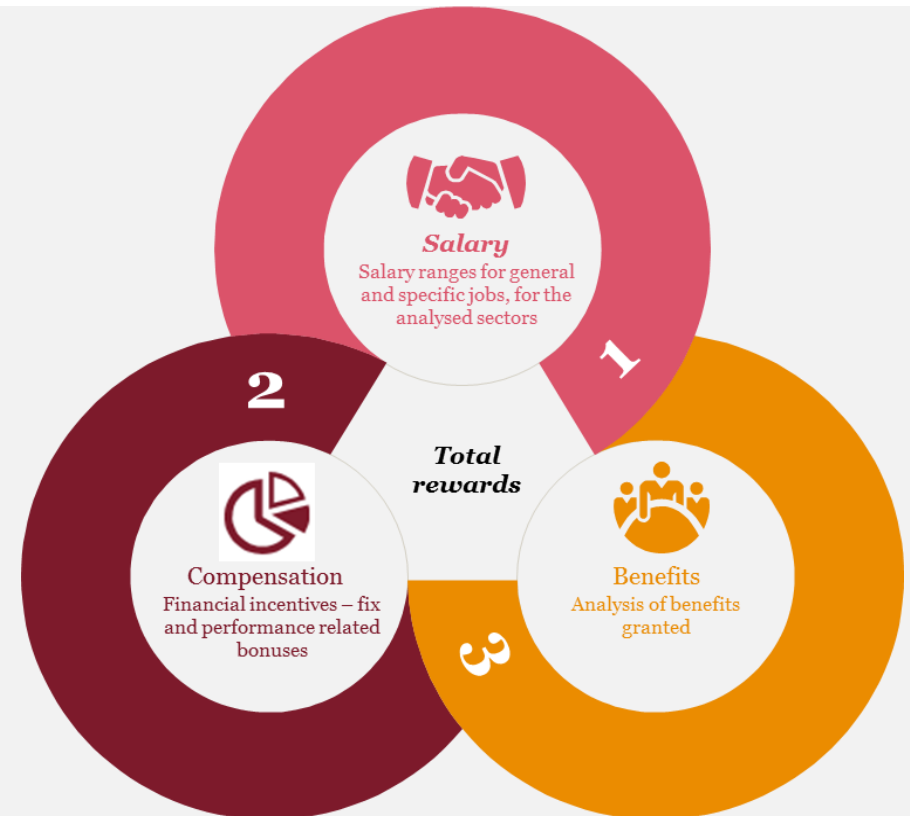 Salary
Salary ranges for general
and specific jobs, for the
analysed sectors
1
2
Total
rewards
Compensation
Financial incentives – fix
and performance related
bonuses
Benefits
Analysis of benefits
granted
3